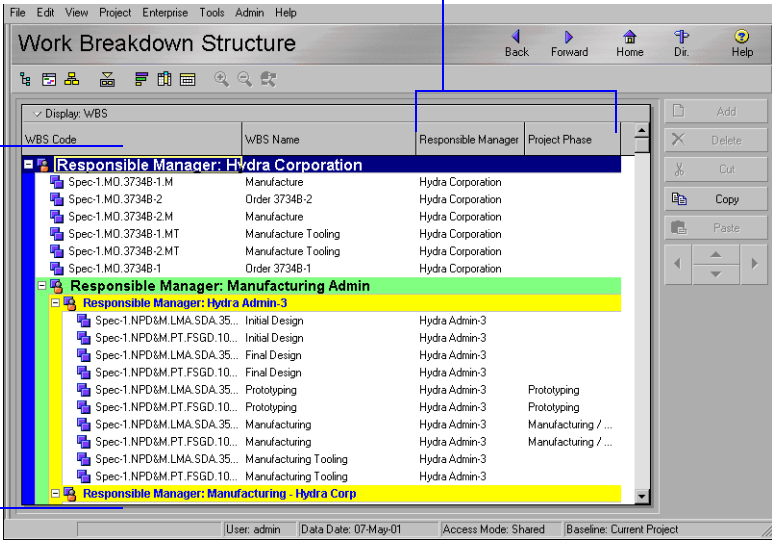 File Edit View Project Enterprise Tools Admin Help
Work Breakdown Structure
Back Forward Home Dir. Help
Display: WBS
WBS Code WBS Name Responsible Manager Project Phase
Responsible Manager: Hydra Corporation
Spec-1.MO.3734B-1.M Manufacture Hydra Corporation
Spec-1.MO.3734B-2 Order 3734B-2 Hydra Corporation
Spec-1.MO.3734B-2.M Manufacture Hydra Corporation
Spec-1.MO.3734B-1.MT Manufacture Tooling Hydra Corporation
Spec-1.MO.3734B-2.MT Manufacture Tooling Hydra Corporation
Spec-1.MO.3734B-1 Order 3734B-1 Hydra Corporation
Responsible Manager: Manufacturing Admin
Responsible Manager: Hydra Admin-3
Spec-1.NPD&M.LMA.SDA.35... Initial Design Hydra Admin-3
Spec-1.NPD&M.PT.FSGD.10... Initial Design Hydra Admin-3
Spec-1.NPD&M.LMA.SDA.35... Final Design Hydra Admin-3
Spec-1.NPD&M.PT.FSGD.10... Final Design Hydra Admin-3
Spec-1.NPD&M.LMA.SDA.35... Prototyping Hydra Admin-3 Prototyping
Spec-1.NPD&M.PT.FSGD.10... Prototyping Hydra Admin-3 Prototyping
Spec-1.NPD&M.LMA.SDA.35... Manufacturing Hydra Admin-3 Manufacturing / ...
Spec-1.NPD&M.PT.FSGD.10... Manufacturing Hydra Admin-3 Manufacturing / ...
Spec-1.NPD&M.LMA.SDA.35... Manufacturing Tooling Hydra Admin-3
Spec-1.NPD&M.PT.FSGD.10... Manufacturing Tooling Hydra Admin-3
Responsible Manager: Manufacturing - Hydra Corp
Add
Delete
Cut
Copy
Paste
User: admin Data Date: 07-May-01 Access Mode: Shared Baseline: Current Project